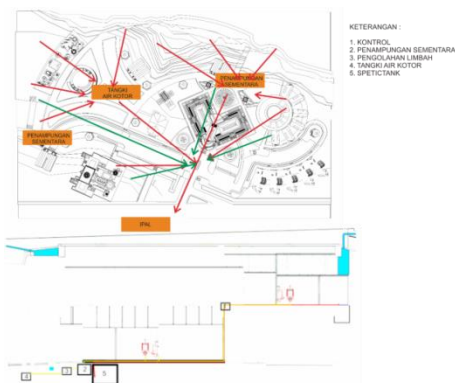 KETERANGAN :
1. KONTROL
2. PENAMPUNGAN SEMENTARA
3. PENGOLAHAN LIMBAH
4. TANGKI AIR KOTOR
5. SPETICTANK
PENAMPUNGAN
SEMENTARA
TANGKI
AIR KOTOR
PENAMPUNGAN
SEMENTARA
IPAL
4
3
2
5